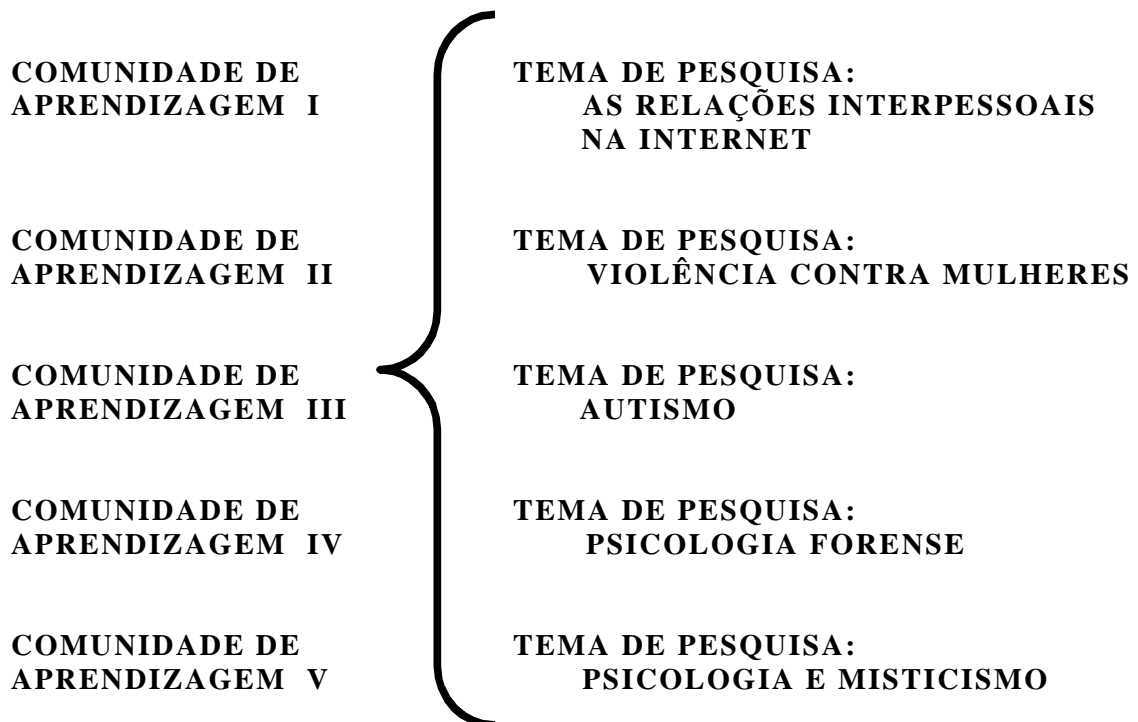 COMUNIDADE DE
APRENDIZAGEM I
TEMA DE PESQUISA:
AS RELAÇÕES INTERPESSOAIS
NA INTERNET
COMUNIDADE DE
APRENDIZAGEM II
TEMA DE PESQUISA:
VIOLÊNCIA CONTRA MULHERES
COMUNIDADE DE
APRENDIZAGEM III
TEMA DE PESQUISA:
AUTISMO
COMUNIDADE DE
APRENDIZAGEM IV
TEMA DE PESQUISA:
PSICOLOGIA FORENSE
COMUNIDADE DE
APRENDIZAGEM V
TEMA DE PESQUISA:
PSICOLOGIA E MISTICISMO